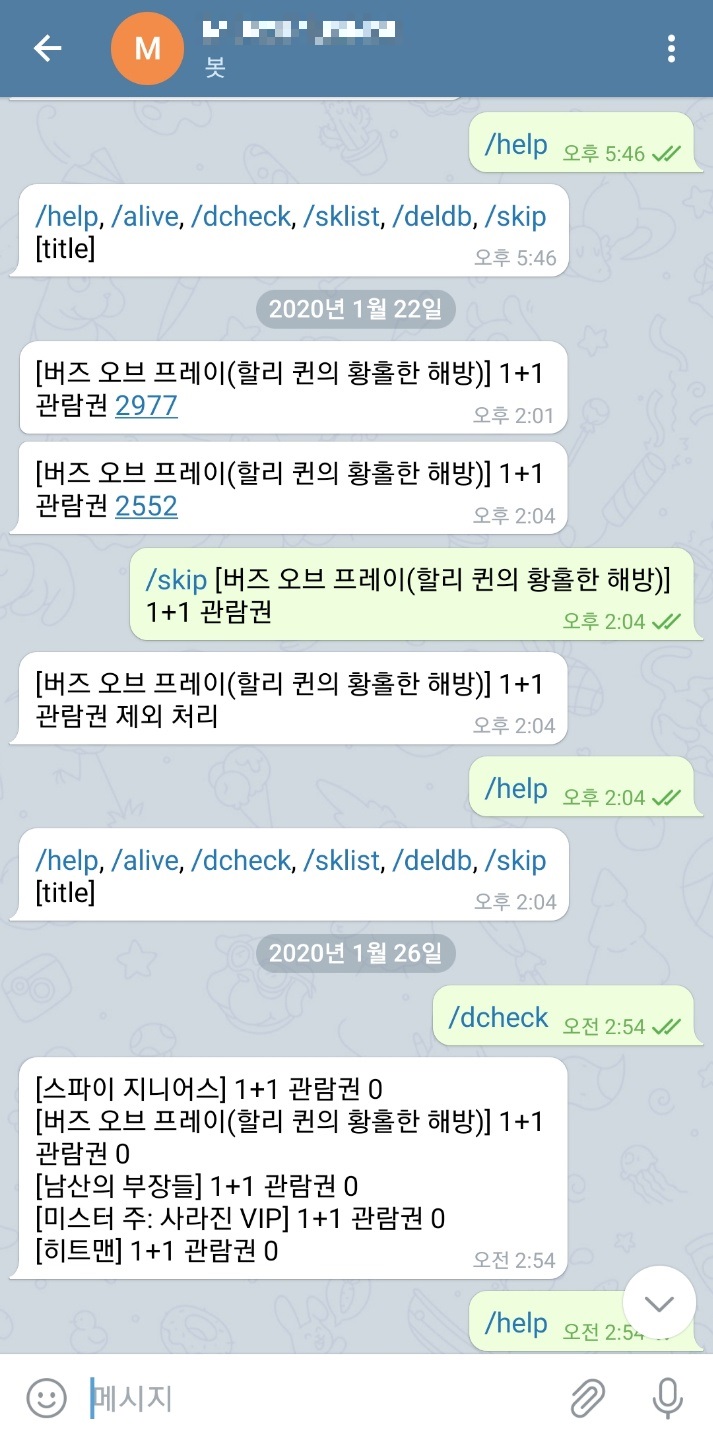 M
봇
/help 오후 5:46
/help, /alive, /dcheck, /sklist, /deldb, /skip
[title]
오후 5:46
2020년 1월 22일
[버즈 오브 프레이(할리 퀸의 황홀한 해방)] 1+1
관람권 2977
오후 2:01
[버즈 오브 프레이(할리 퀸의 황홀한 해방)] 1+1
관람권 2552
오후 2:04
/skip [버즈 오브 프레이(할리 퀸의 황홀한 해방)]
1+1 관람권
오후 2:04
[버즈 오브 프레이(할리 퀸의 황홀한 해방)] 1+1
관람권 제외 처리
오후 2:04
/help 오후 2:04
/help, /alive, /dcheck, /sklist, /deldb, /skip
[title]
오후 2:04
2020년 1월 26일
/dcheck 오전 2:54
[스파이 지니어스] 1+1 관람권 0
[버즈 오브 프레이(할리 퀸의 황홀한 해방)] 1+1
관람권 0
[남산의 부장들] 1+1 관람권 0
[미스터 주: 사라진 VIP] 1+1 관람권 0
[히트맨] 1+1 관람권 0
오전 2:54
/help 오전 2:54
메시지